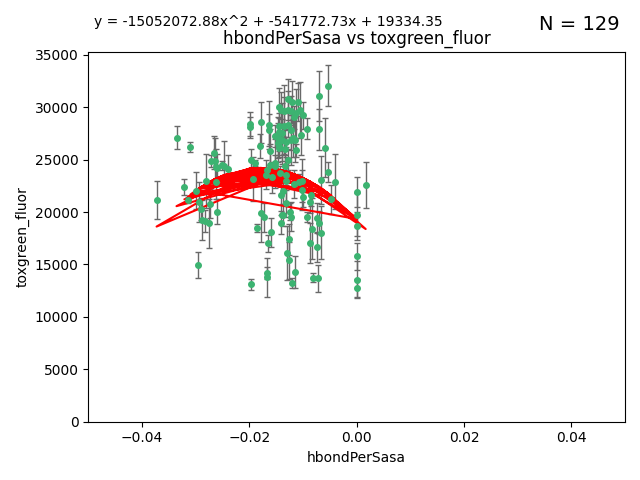 y = -15052072.88x^2 + -541772.73x + 19334.35
N = 129
hbondPerSasa vs toxgreen_fluor
35000
30000
25000
20000
15000
10000
5000
0
toxgreen_fluor
−0.04
−0.02
0.00
0.02
0.04
hbondPerSasa